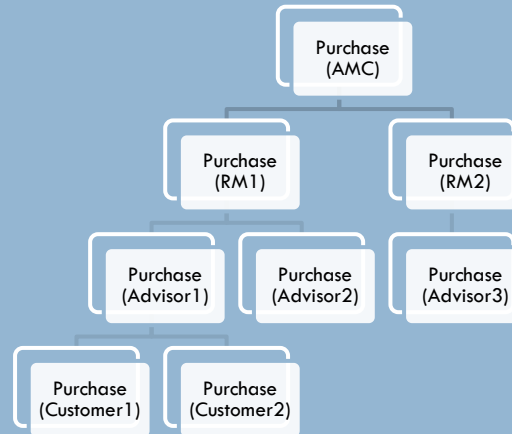 Purchase
(AMC)
Purchase
(RM1)
Purchase
(RM2)
Purchase
(Advisor1)
Purchase
(Advisor2)
Purchase
(Advisor3)
Purchase
(Customer1)
Purchase
(Customer2)